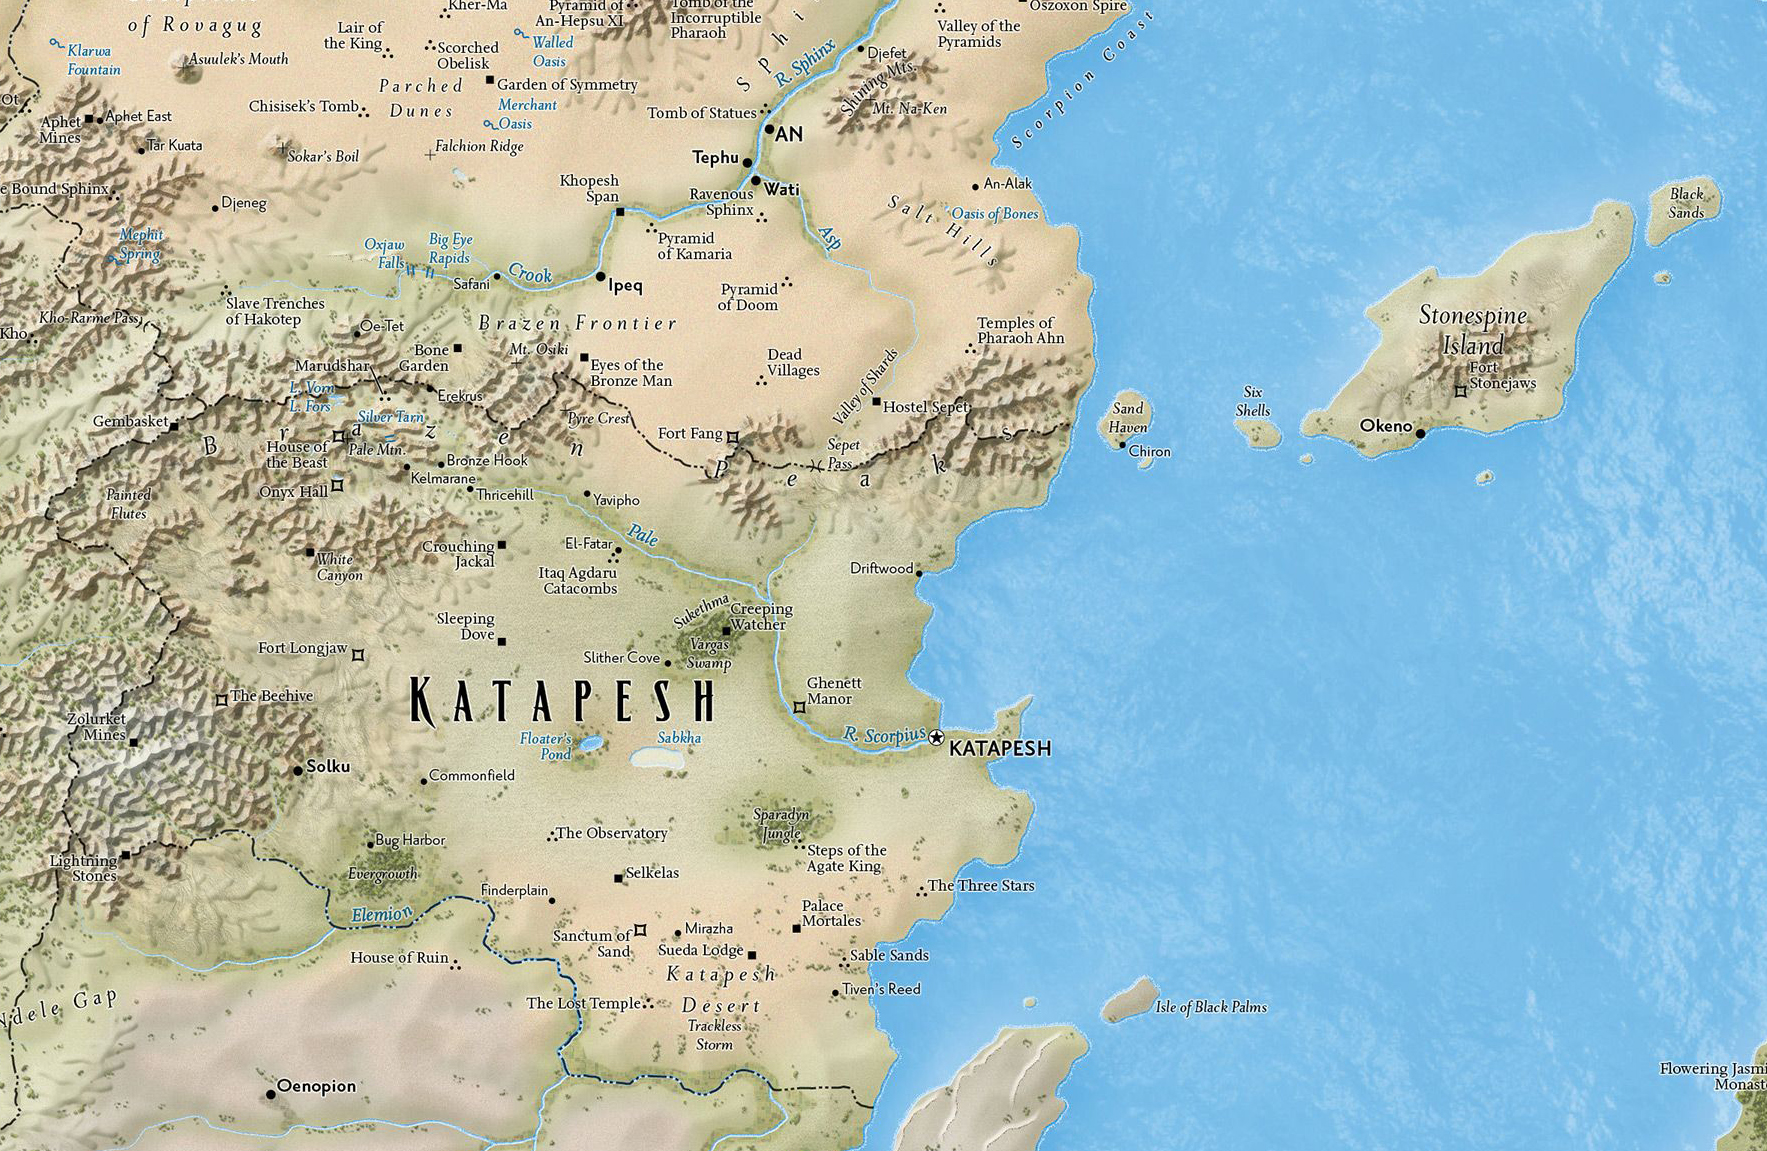 of Rovagug
Kher-Ma
Pyramid of
An-Hepsu XI
Tomb of the
Incorruptible
Pharaoh
Oszoxon Spire
Valley of the
Pyramids
Klarwa
Fountain
Asuulek's Mouth
Lair of
the King
Scorched
Obelisk
Walled
Oasis
S p h i
R. Sphinx
Djefet
Shining Mts.
Mt. Na-Ken
Scorpion Coast
Parched
Dunes
Garden of Symmetry
Merchant
Oasis
Chisisek's Tomb
Tomb of Statues
AN
Ot
Aphet
Mines
Aphet East
Tar Kuata
Sokar's Boil
Falchion Ridge
Tephu
Wati
e Bound Sphinx
Djeneg
Khopesh
Span
Ravenous
Sphinx
An-Alak
Salt Hills
Oasis of Bones
Black
Sands
Mephit
Spring
Oxjaw
Falls
Big Eye
Rapids
Safani
Crook
Ipeq
Pyramid
of Kamaria
Asp
Pyramid
of Doom
Slave Trenches
of Hakotep
Kho-Rarme Pass
Kho
Oe-Tet
Brazen Frontier
Temples of
Pharaoh Ahn
Stonespine
Island
Fort
Stonejaws
Okeno
Marudshar
Bone
Garden
Mt. Osiki
Eyes of the
Bronze Man
Dead
Villages
Valley of Shards
Hostel Sepet
L. Vorn
L. Fors
Erekrus
Silver Tarn
Pyre Crest
Sand
Haven
Chiron
Six
Shells
Gembasket
Brazen Peaks
House of
the Beast
Pale Mtn.
Fort Fang
Sepet
Pass
Bronze Hook
Kelmarane
Onyx Hall
Thricehill
Yavipho
Painted
Flutes
Pale
White
Canyon
Crouching
Jackal
El-Fatar
Itaq Agdaru
Catacombs
Driftwood
Sukethma
Creeping
Watcher
Vargas
Swamp
Sleeping
Dove
Fort Longjaw
Slither Cove
The Beehive
KATAPESH
Ghenett
Manor
Zolurket
Mines
Floater's
Pond
Sabkha
R. Scorpius
KATAPESH
Solku
Commonfield
Sparadyn
Jungle
The Observatory
Bug Harbor
Steps of the
Agate King
Lightning
Stones
Evergrowth
Selkelas
The Three Stars
Finderplain
Elemion
Palace
Mortales
Sanctum of
Sand
Mirazha
Sueda Lodge
House of Ruin
Sable Sands
Katapesh
Desert
Tiven's Reed
ndele Gap
The Lost Temple
Trackless
Storm
Isle of Black Palms
Flowering Jasmi
Monast
Oenopion